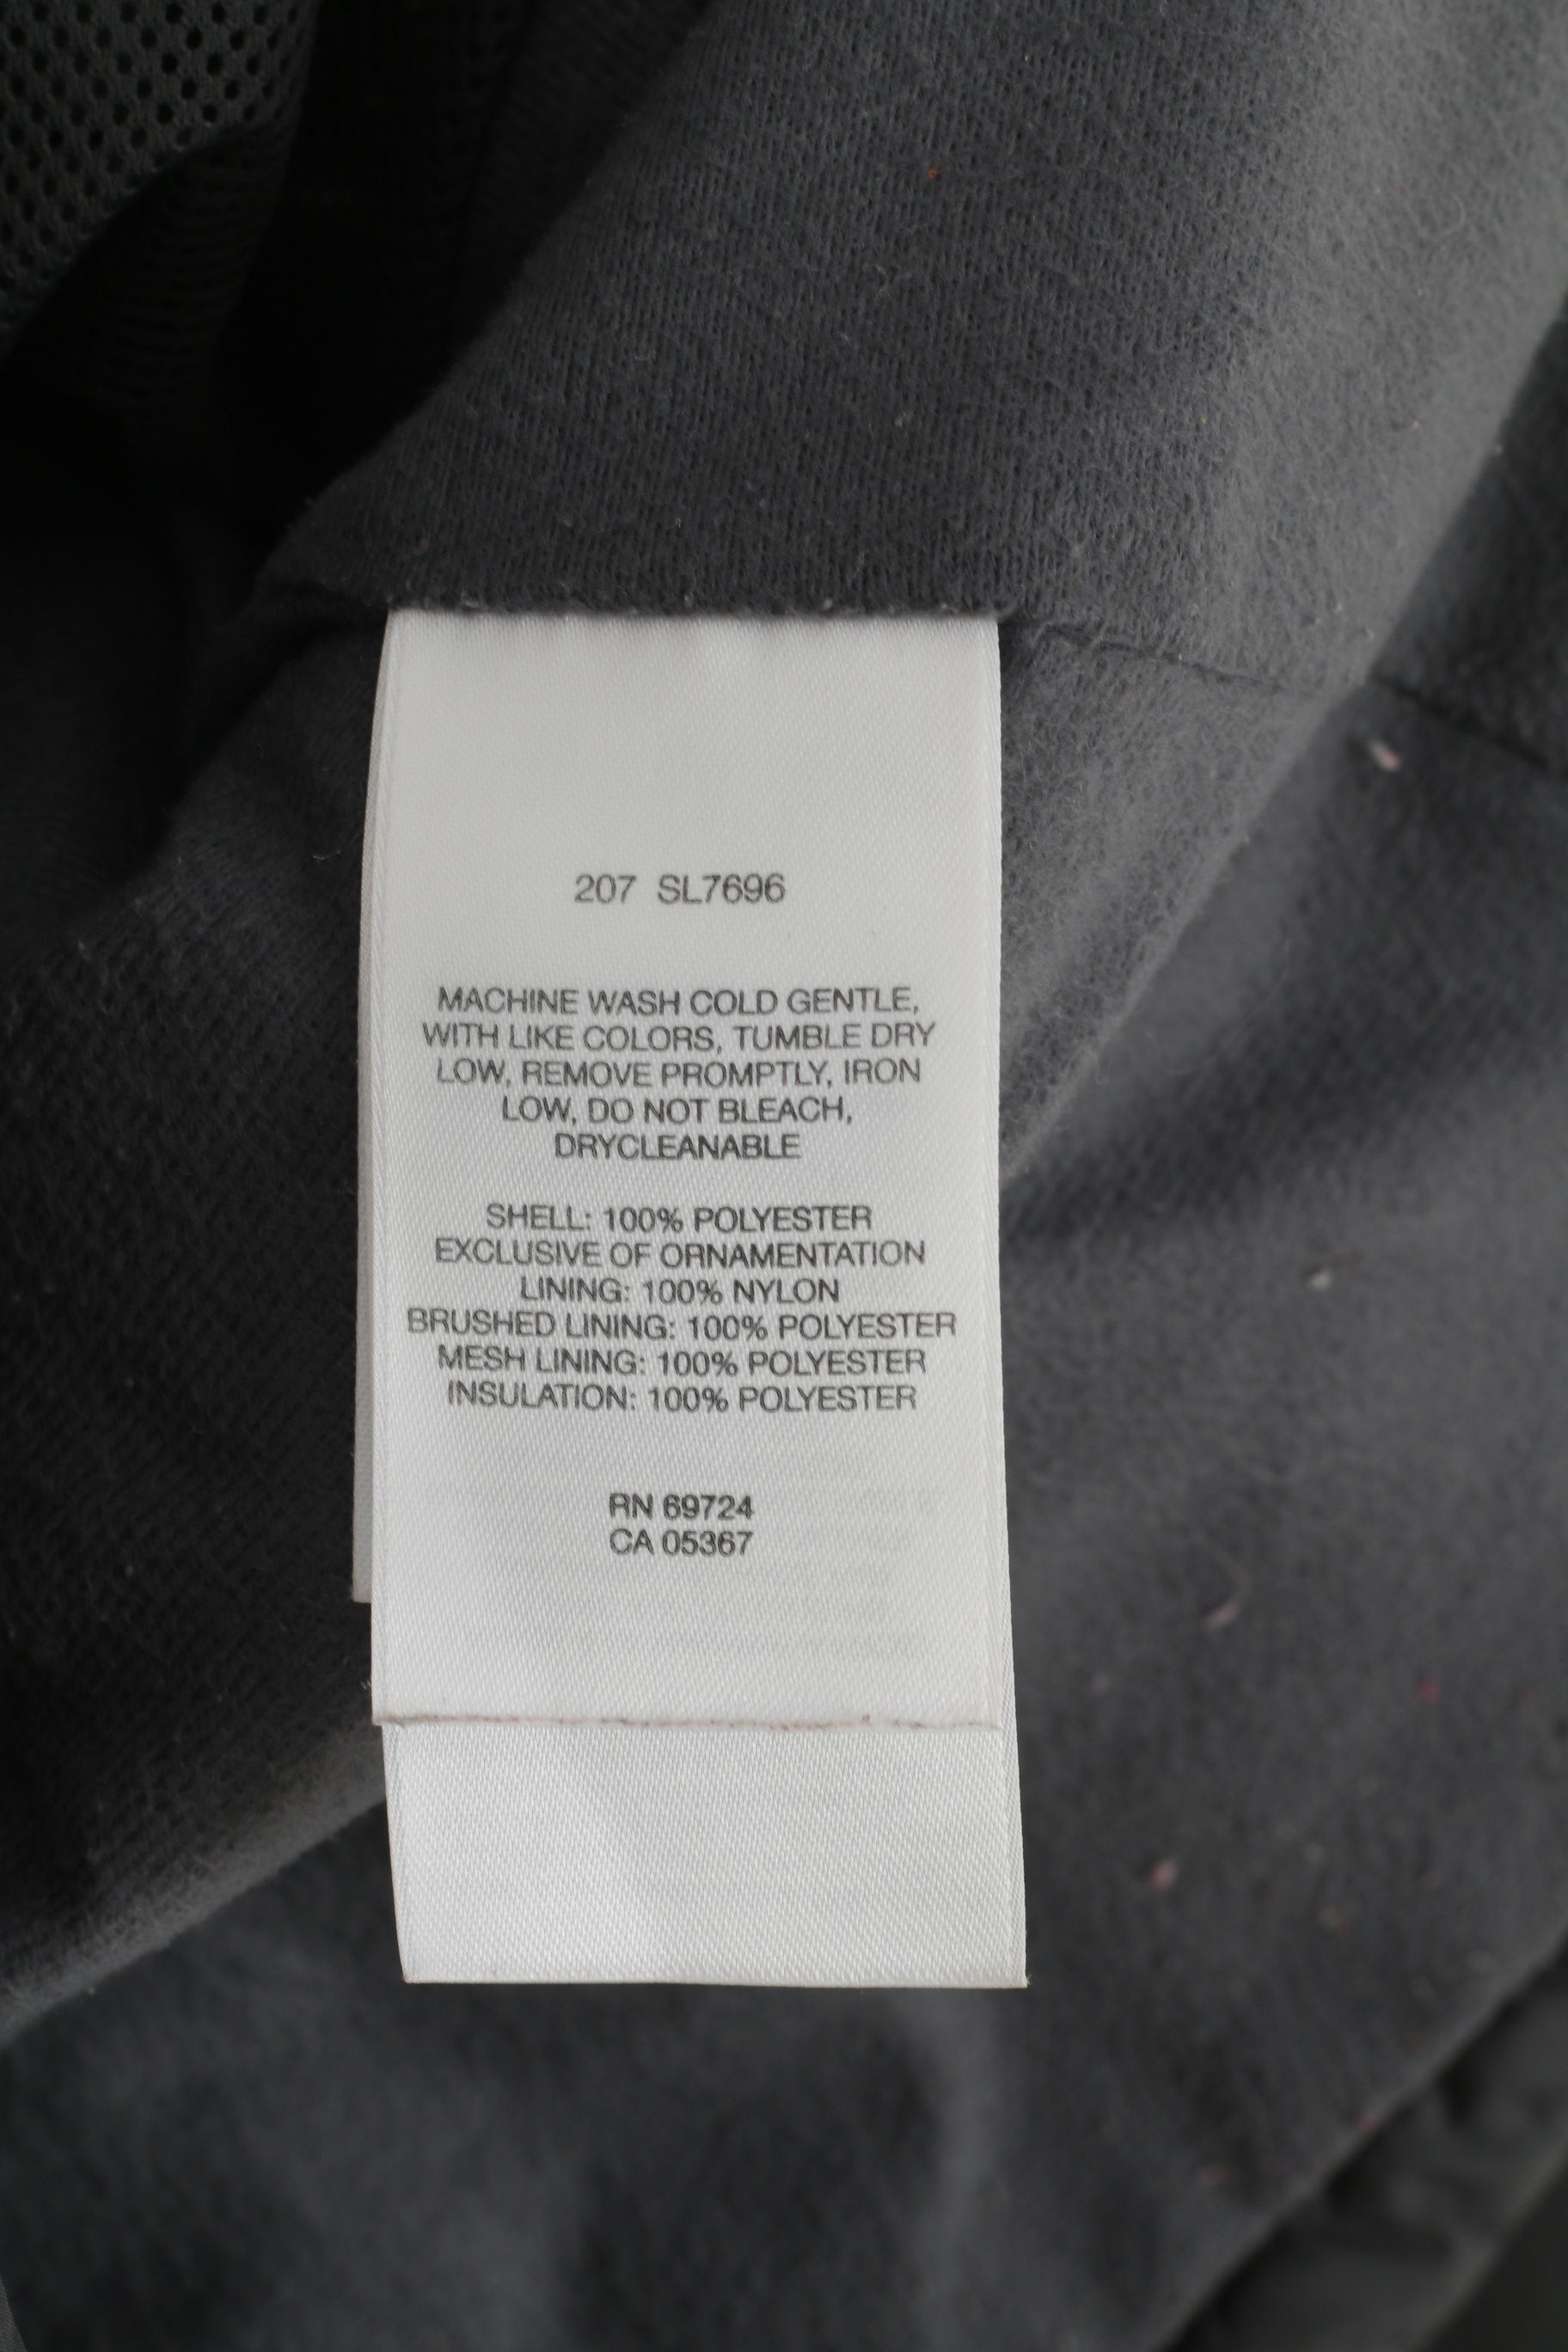 207 SL7696
MACHINE WASH COLD GENTLE,
WITH LIKE COLORS, TUMBLE DRY
LOW, REMOVE PROMPTLY, IRON
LOW, DO NOT BLEACH,
DRYCLEANABLE
SHELL: 100% POLYESTER
EXCLUSIVE OF ORNAMENTATION
LINING: 100% NYLON
BRUSHED LINING: 100% POLYESTER
MESH LINING: 100% POLYESTER
INSULATION: 100% POLYESTER
RN 69724
CA 05367